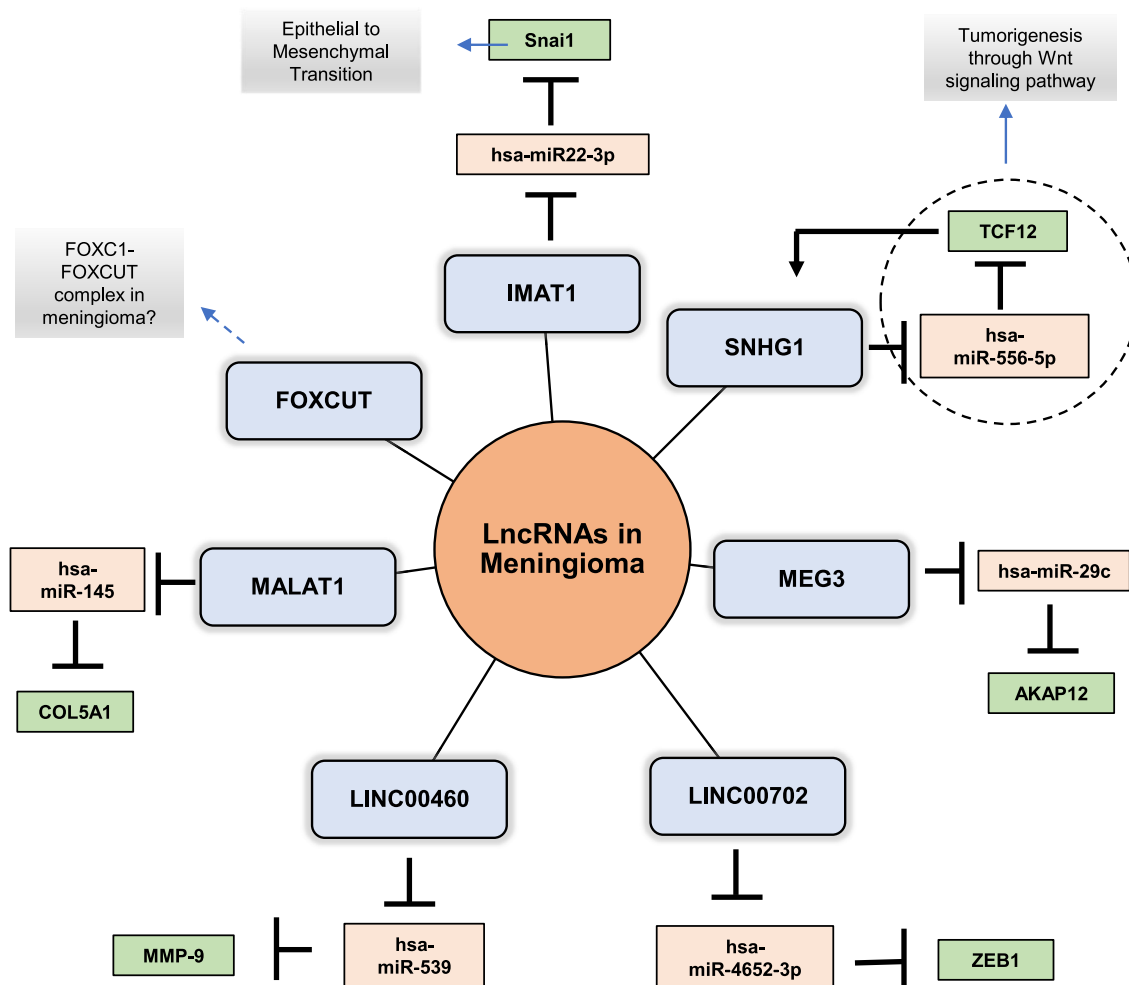 Epithelial to
Mesenchymal
Transition
Snai1
Tumorigenesis
through Wnt
signaling pathway
hsa-miR22-3p
TCF12
FOXC1-
FOXCUT
complex in
meningioma?
IMAT1
SNHG1
hsa-
miR-556-5p
FOXCUT
LncRNAs in
Meningioma
hsa-
miR-145
MALAT1
MEG3
hsa-miR-29c
COL5A1
AKAP12
LINC00460
LINC00702
MMP-9
hsa-
miR-539
hsa-
miR-4652-3p
ZEB1